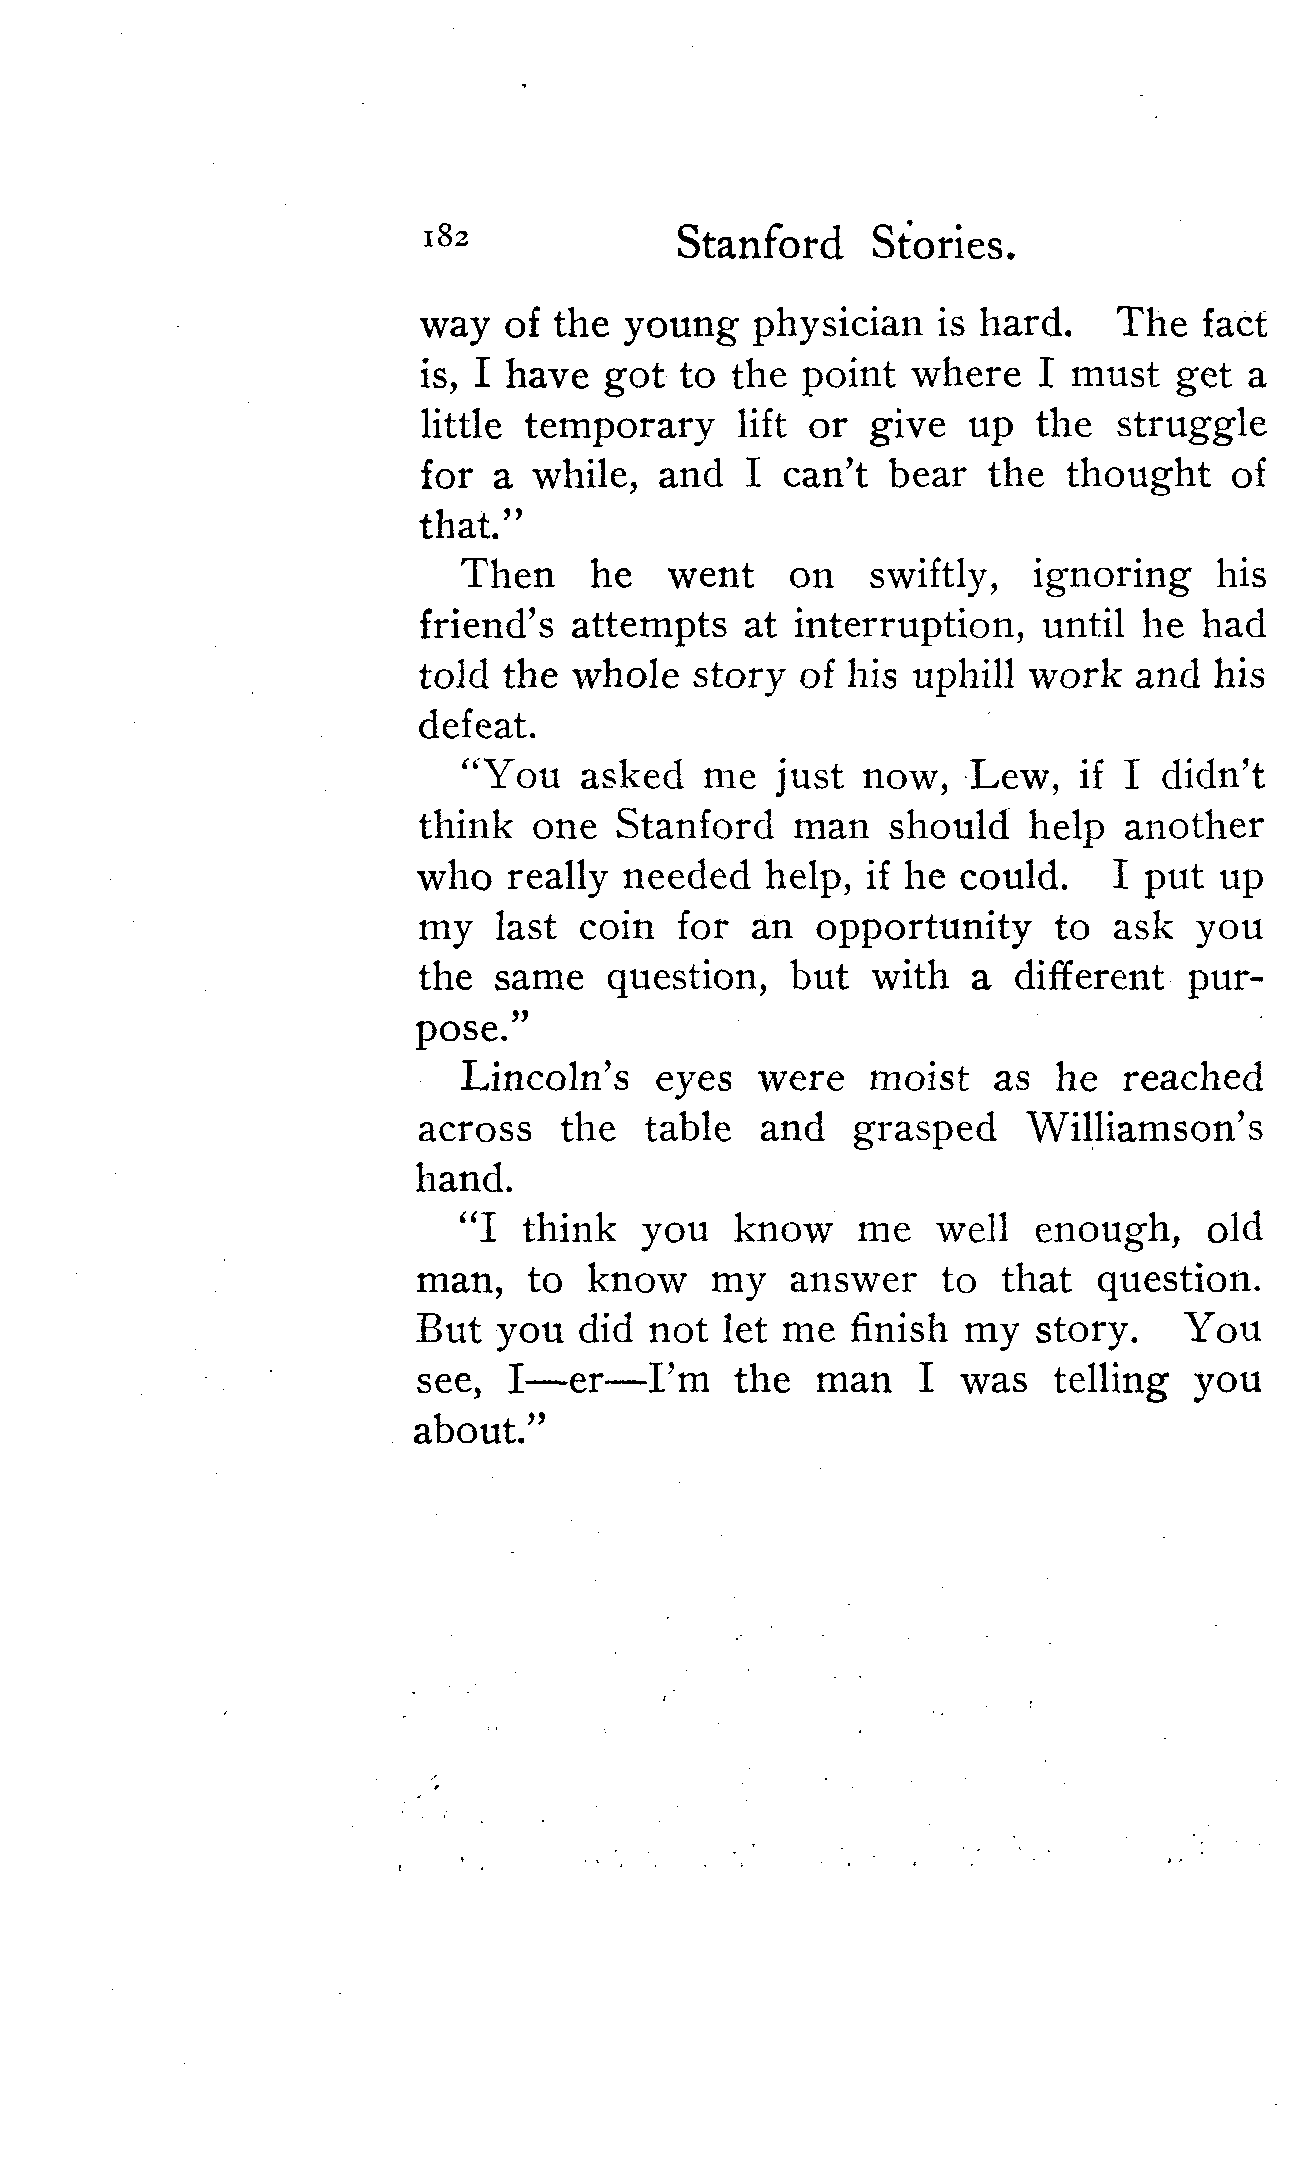 182 Stanford Stories.
way of the young physician is hard. The fact
is, I have got to the point where I must get a
little temporary lift or give up the struggle
for a while, and I can't bear the thought of
that."
Then he went on swiftly, ignoring his
friend's attempts at interruption, until he had
told the whole story of his uphill work and his
defeat.
"You asked me just now, Lew, if I didn't
think one Stanford man should help another
who really needed help, if he could. I put up
my last coin for an opportunity to ask you
the same question, but with a different pur-
pose."
Lincoln's eyes were moist as he reached
across the table and grasped Williamson's
hand.
"I think you know me well enough, old
man, to know my answer to that question.
But you did not let me finish my story. You
see, I—er—I'm the man I was telling you
about."